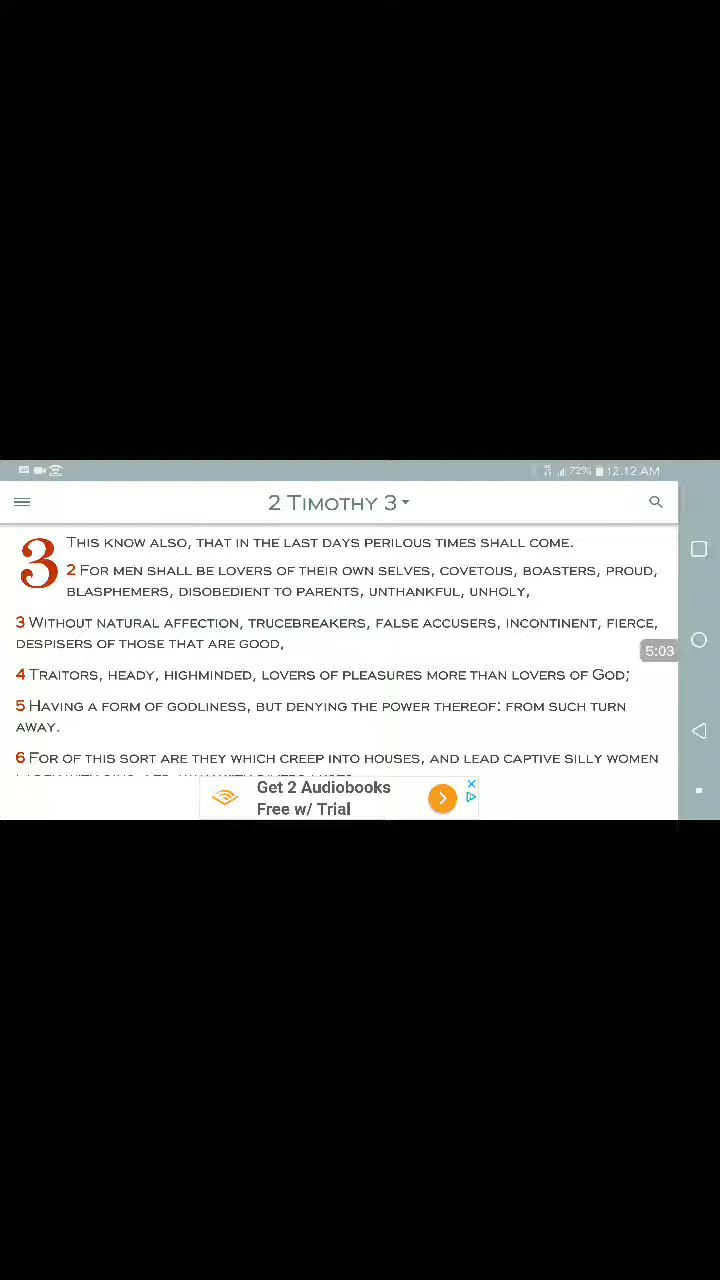 72% 12:12 AM
2 Timothy 3
3 This know also, that in the last days perilous times shall come.
2 For men shall be lovers of their own selves, covetous, boasters, proud,
blasphemers, disobedient to parents, unthankful, unholy,
3 Without natural affection, trucebreakers, false accusers, incontinent, fierce,
despisers of those that are good,
5:03
4 Traitors, heady, highminded, lovers of pleasures more than lovers of God;
5 Having a form of godliness, but denying the power thereof: from such turn
away.
6 For of this sort are they which creep into houses, and lead captive silly women
Get 2 Audiobooks
Free w/ Trial